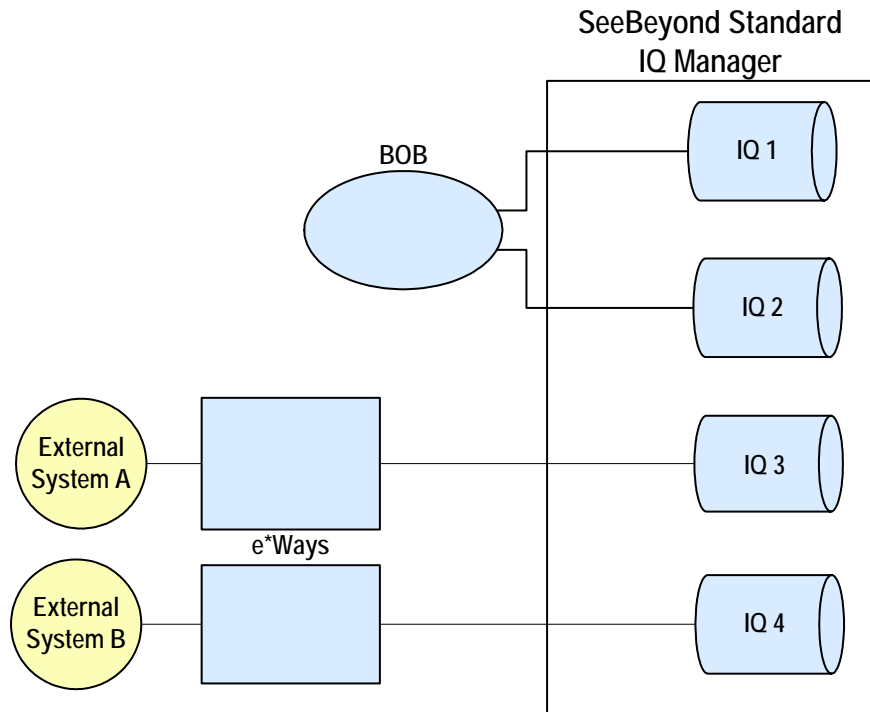 SeeBeyond Standard
IQ Manager
BOB
IQ 1
IQ 2
External
System A
IQ 3
e*Ways
External
System B
IQ 4